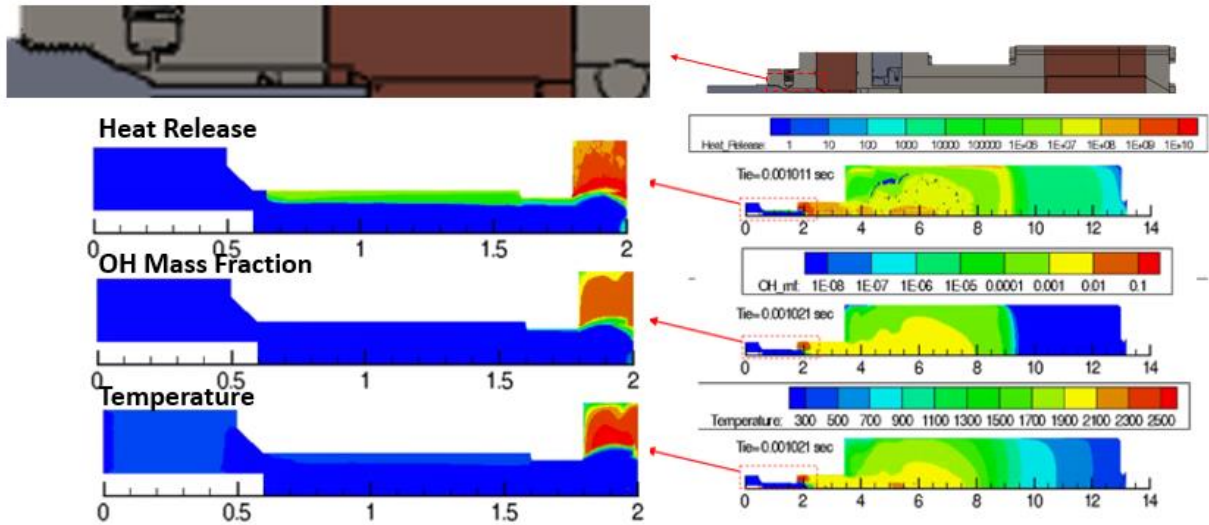 Heat Release
0 0.5 1 1.5 2
OH Mass Fraction
0 0.5 1 1.5 2
Temperature
0 0.5 1 1.5 2
Heat_Release: 1 10 100 1000 10000 100000 1E+06 1E+07 1E+08 1E+09 1E+10
Tie= 0.001011 sec
0 2 4 6 8 10 12 14
OH_mf: 1E-08 1E-07 1E-06 1E-05 0.0001 0.001 0.01 0.1
Tie= 0.001021 sec
0 2 4 6 8 10 12 14
Temperature: 300 500 700 900 1100 1300 1500 1700 1900 2100 2300 2500
Tie= 0.001021 sec
0 2 4 6 8 10 12 14